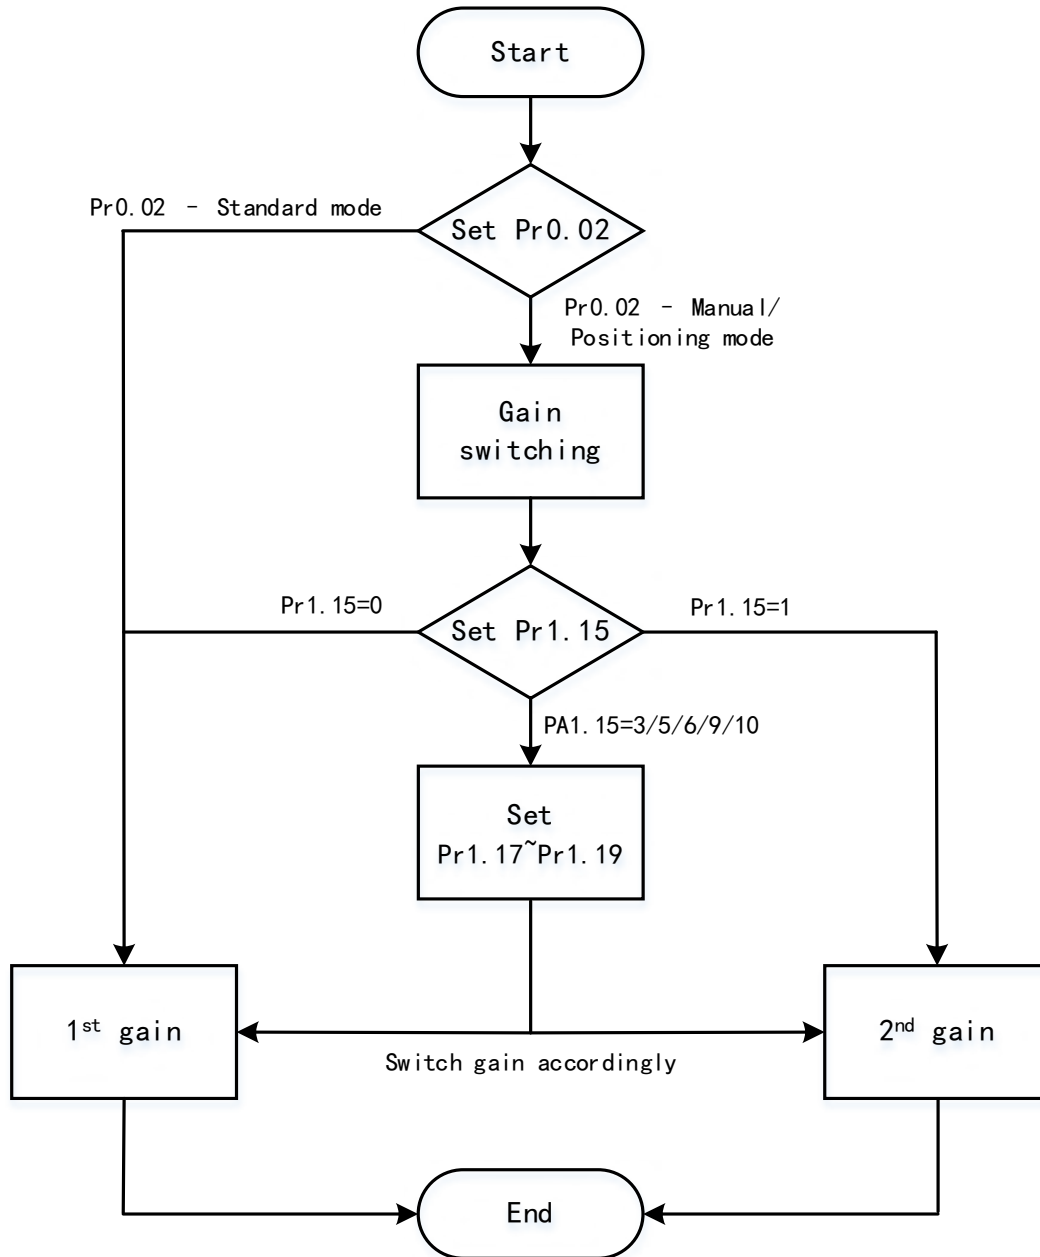 Start
Pr0.02 - Standard mode
Set Pr0.02
Pr0.02 - Manual/
Positioning mode
Gain
switching
Pr1.15=0
Set Pr1.15
Pr1.15=1
PA1.15=3/5/6/9/10
Set
Pr1.17~Pr1.19
1st gain
2nd gain
Switch gain accordingly
End